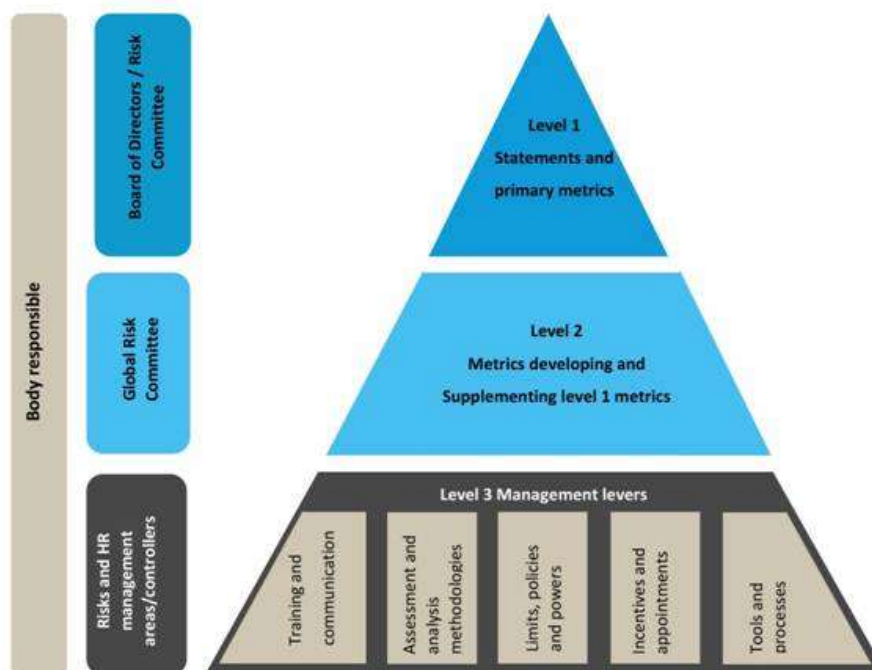 Body responsible
Board of Directors / Risk
Committee
Level 1
Statements and
primary metrics
Global Risk
Committee
Level 2
Metrics developing and
Supplementing level 1 metrics
Risks and HR
management
areas/controllers
Level 3 Management levers
Training and
communication
Assessment and
analysis
methodologies
Limits, policies
and powers
Incentives and
appointments
Tools and
processes